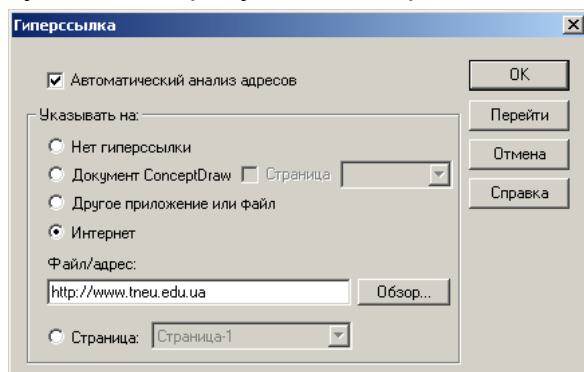 Гиперссылка
Автоматический анализ адресов
OK
Указывать на:
Перейти
Нет гиперссылки
Отмена
Документ ConceptDraw Страница
Справка
Другое приложение или файл
Интернет
Файл/адрес:
http://www.tneu.edu.ua Обзор...
Страница: Страница-1